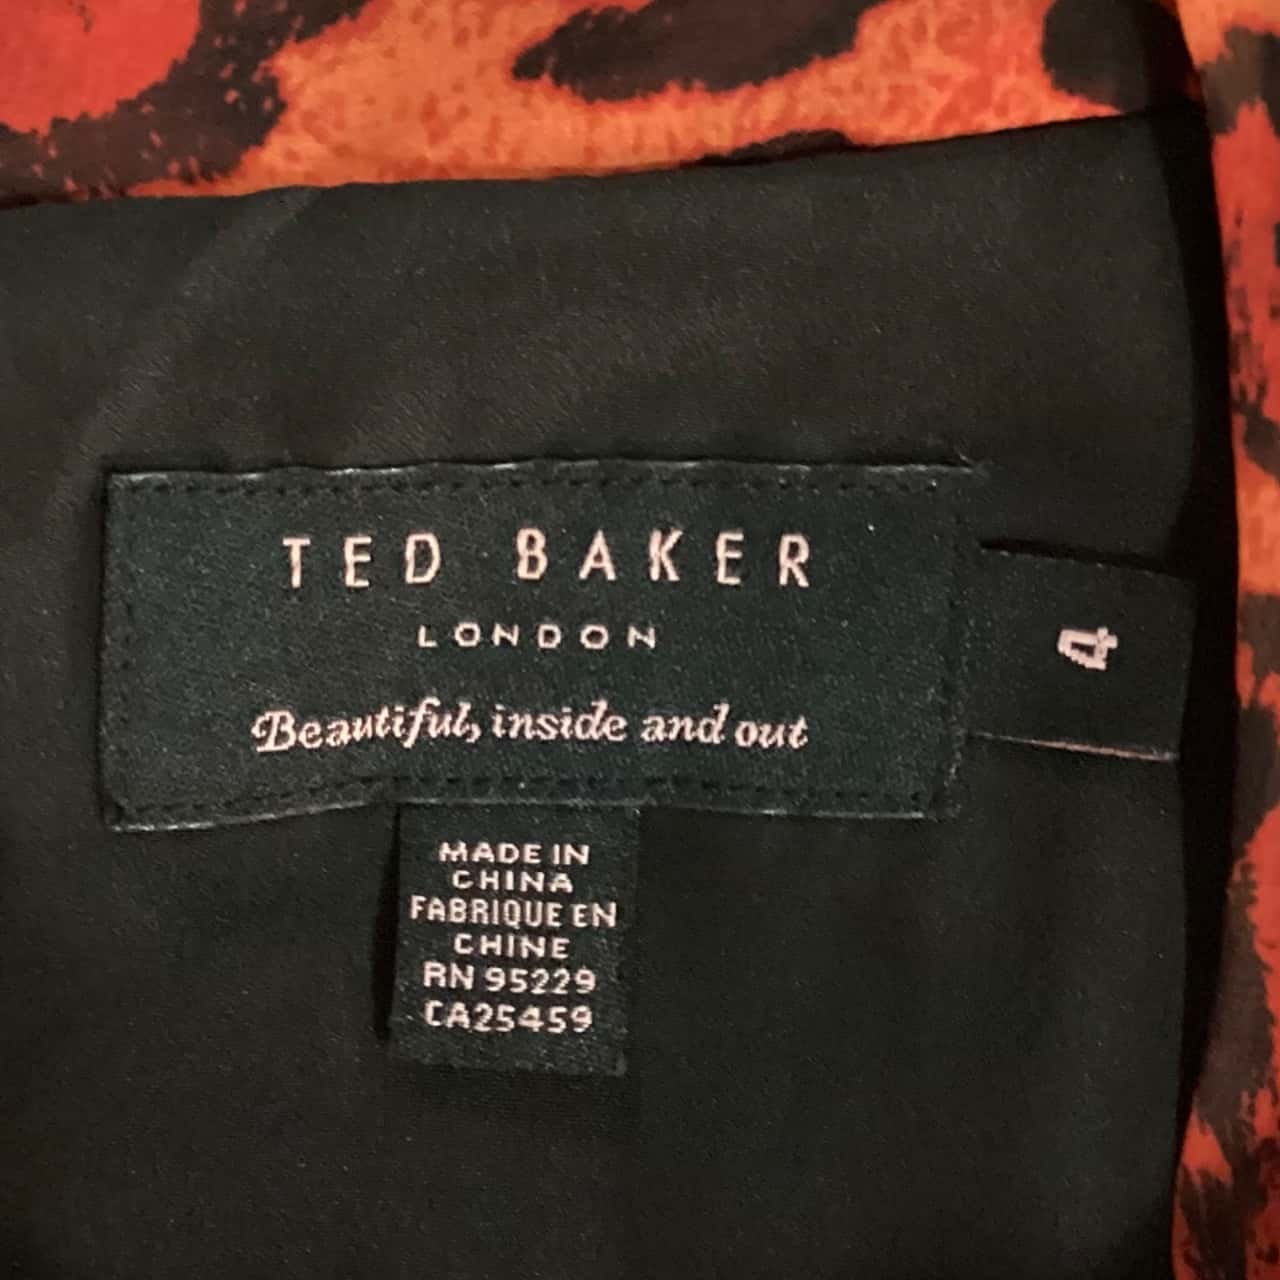 TED BAKER
LONDON
Beautiful, inside and out
4
MADE IN
CHINA
FABRIQUE EN
CHINE
RN 95229
CA25459